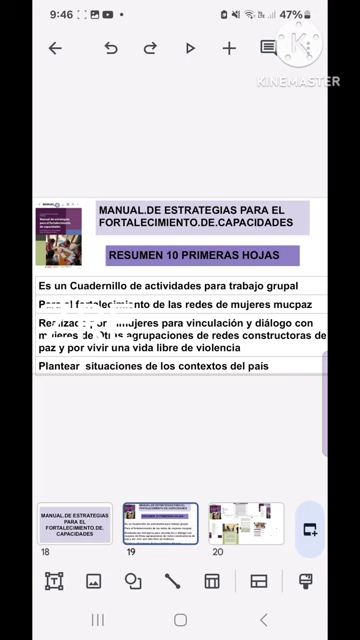 9:46
47%
KINEMASTER
MANUAL.DE ESTRATEGIAS PARA EL
FORTALECIMIENTO.DE.CAPACIDADES
RESUMEN 10 PRIMERAS HOJAS
Es un Cuadernillo de actividades para trabajo grupal
Para el fortalecimiento de las redes de mujeres mucpaz
Realizado por mujeres para vinculación y diálogo con
mujeres de otras agrupaciones de redes constructoras de
paz y por vivir una vida libre de violencia
Plantear situaciones de los contextos del país
MANUAL.DE ESTRATEGIAS
PARA EL
FORTALECIMIENTO.DE.
CAPACIDADES
18
19
20